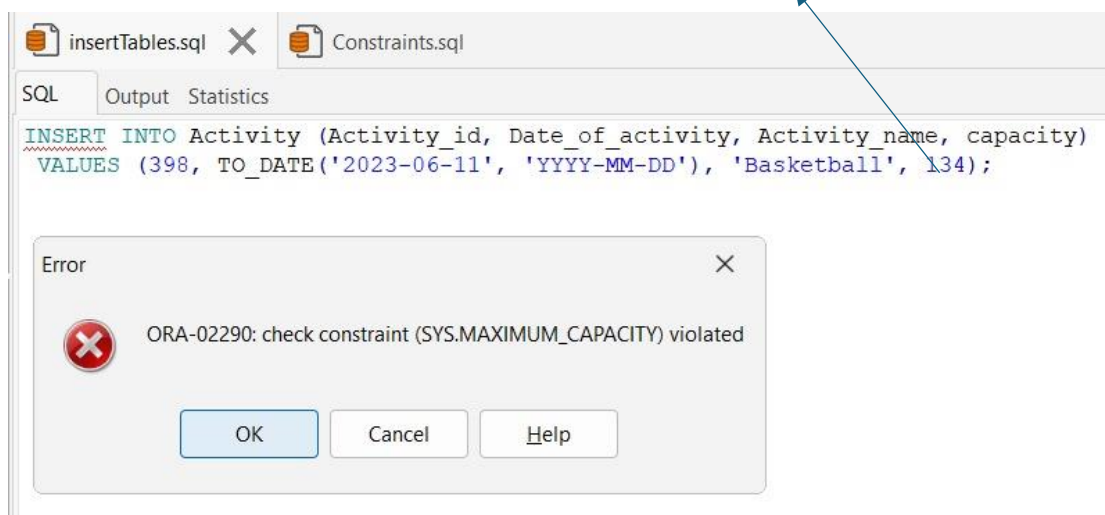 insertTables.sql Constraints.sql
SQL Output Statistics
INSERT INTO Activity (Activity_id, Date_of_activity, Activity_name, capacity)
VALUES (398, TO_DATE('2023-06-11', 'YYYY-MM-DD'), 'Basketball', 134);
Error
ORA-02290: check constraint (SYS.MAXIMUM_CAPACITY) violated
OK Cancel Help